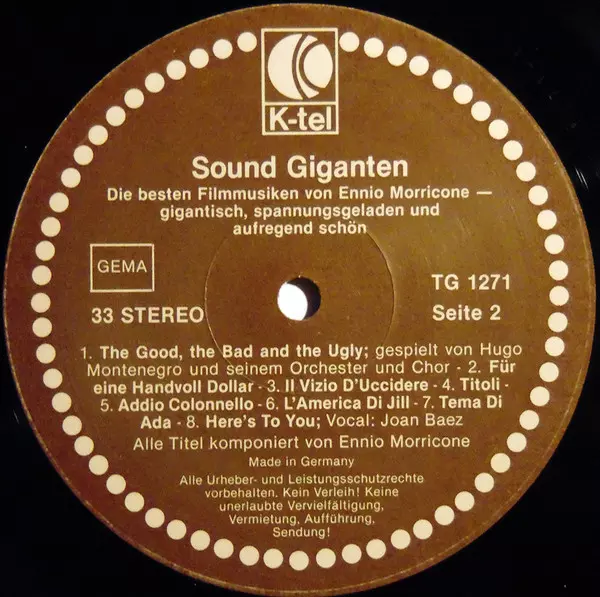 K-tel
Sound Giganten
Die besten Filmmusiken von Ennio Morricone —
gigantisch, spannungsgeladen und
aufregend schön
GEMA
TG 1271
33 STEREO
Seite 2
1. The Good, the Bad and the Ugly; gespielt von Hugo
Montenegro und seinem Orchester und Chor - 2. Für
eine Handvoll Dollar - 3. Il Vizio D'Uccidere - 4. Titoli -
5. Addio Colonnello - 6. L'America Di Jill - 7. Tema Di
Ada - 8. Here's To You; Vocal: Joan Baez
Alle Titel komponiert von Ennio Morricone
Made in Germany
Alle Urheber- und Leistungsschutzrechte
vorbehalten. Kein Verleih! Keine
unerlaubte Vervielfältigung,
Vermietung, Aufführung,
Sendung!